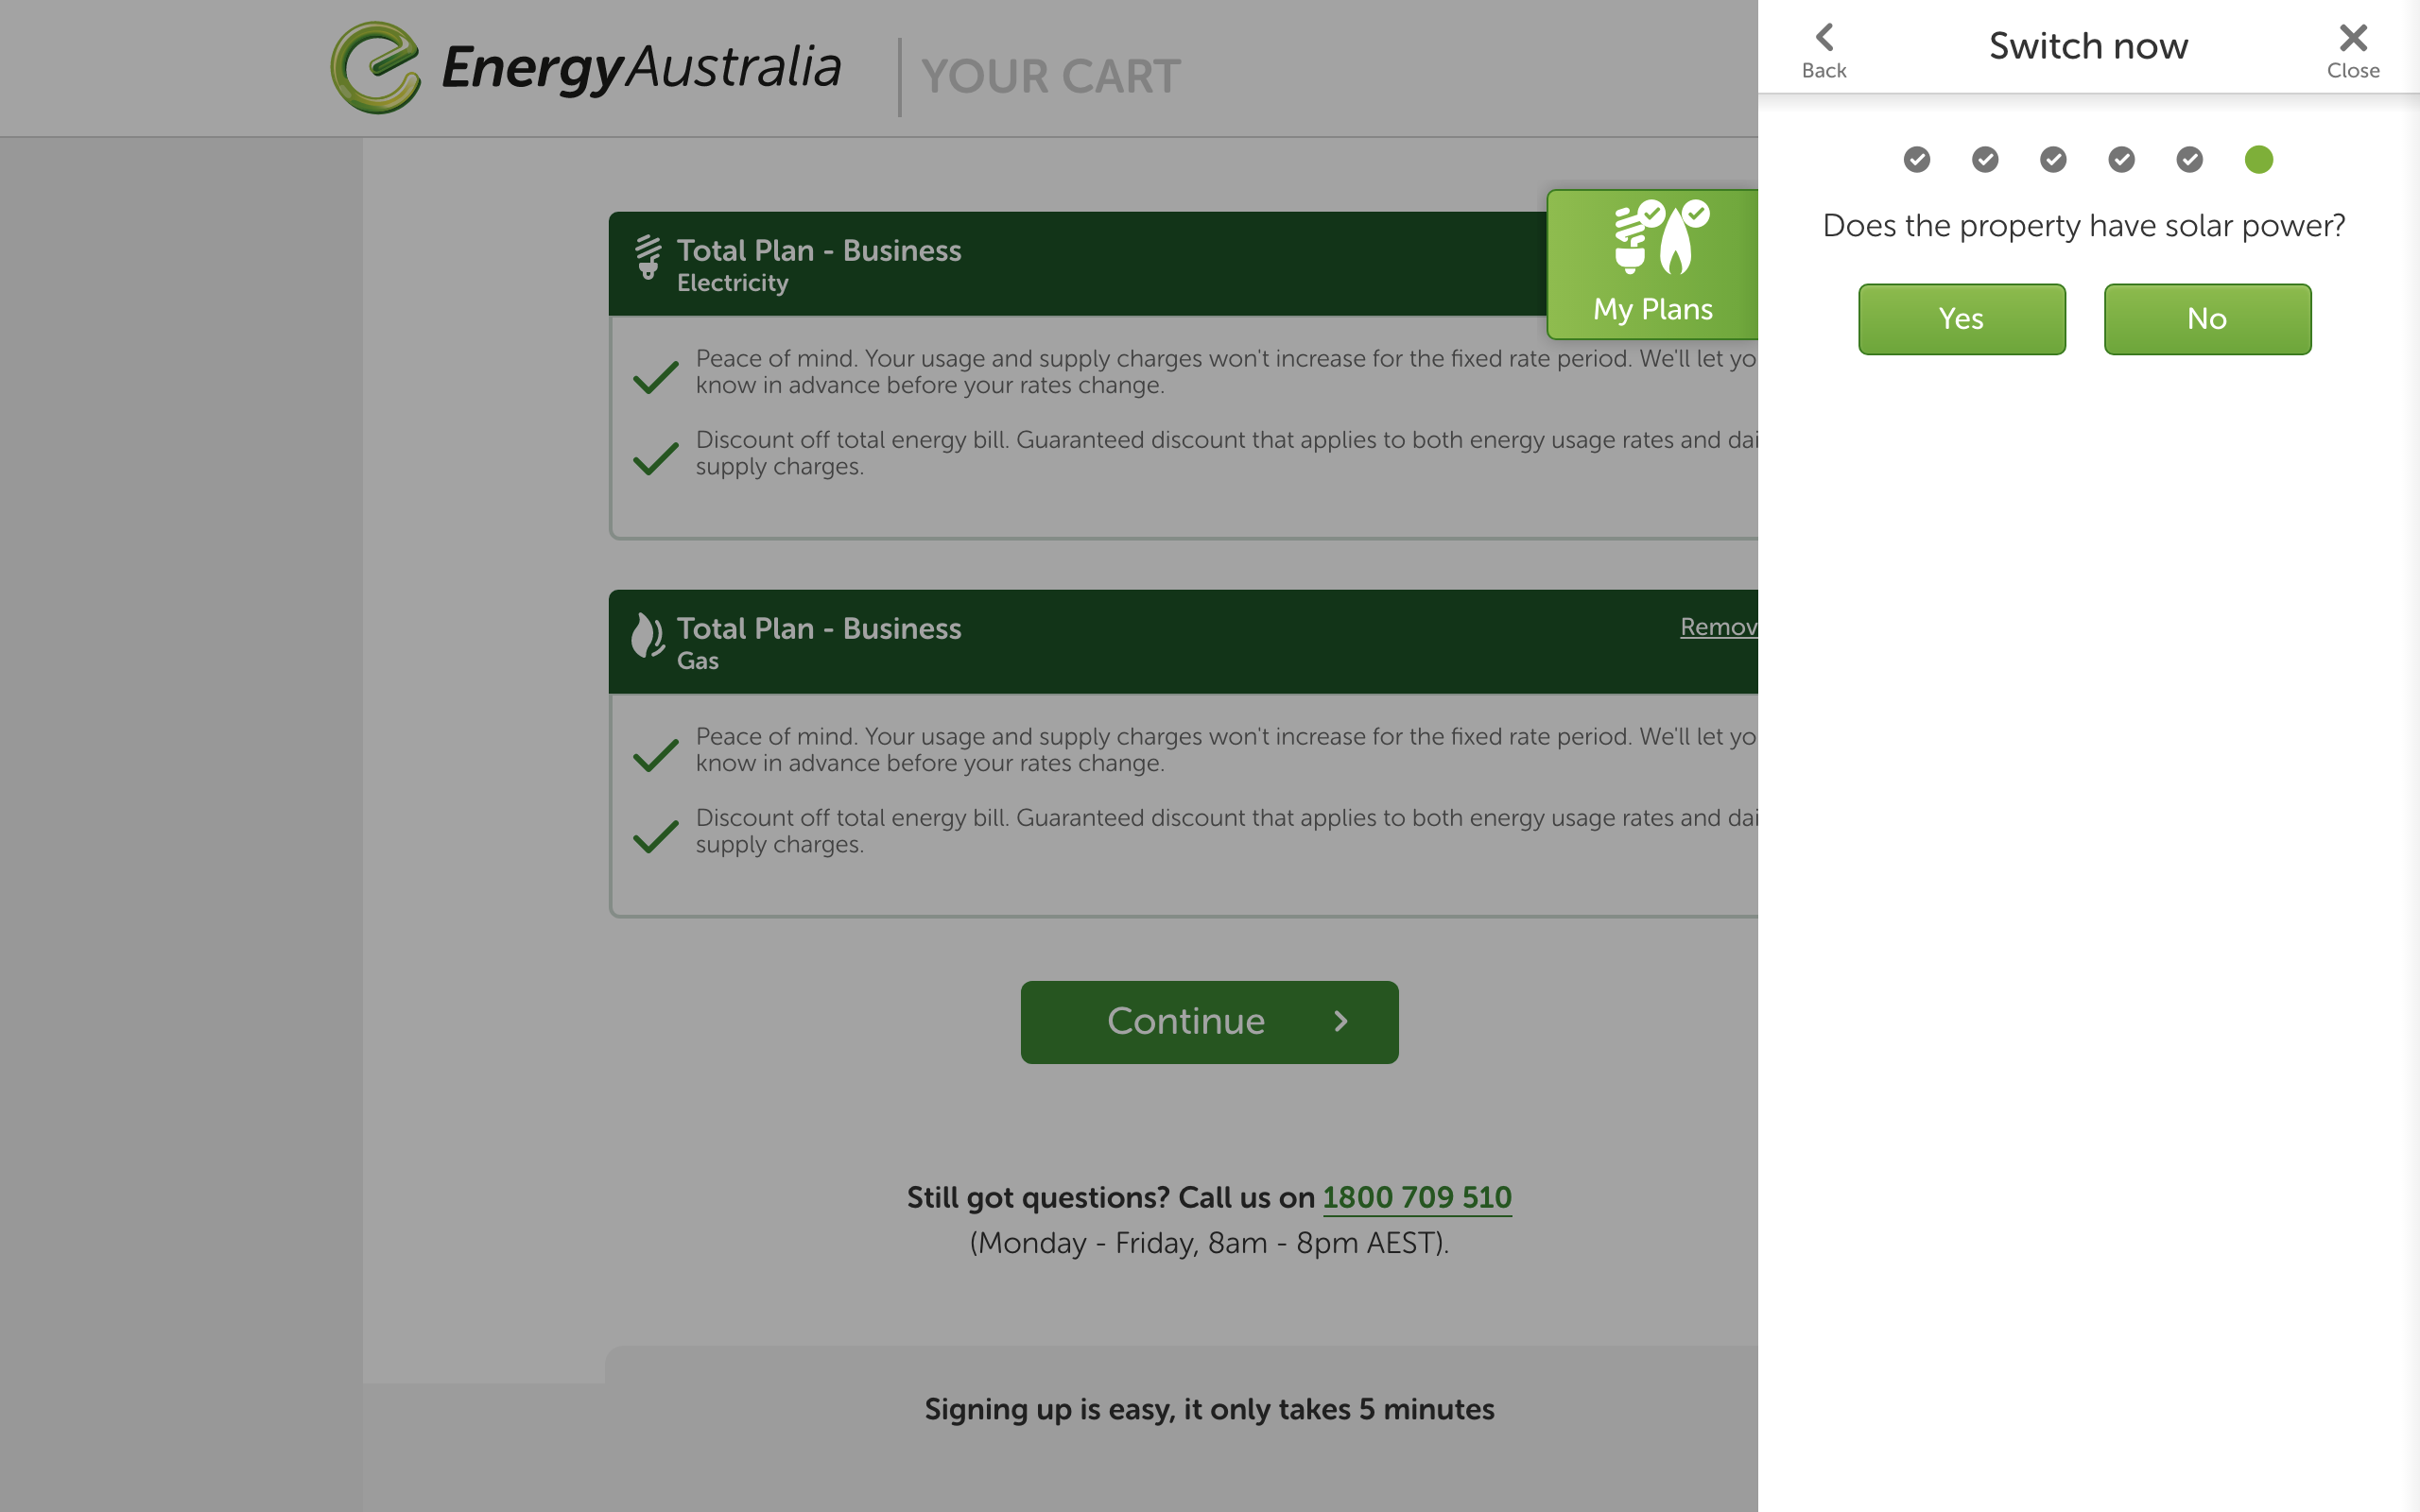 EnergyAustralia
YOUR CART
Back
Switch now
Close
Does the property have solar power?
Yes
No
My Plans
Total Plan - Business
Electricity
Peace of mind. Your usage and supply charges won't increase for the fixed rate period. We'll let yo
know in advance before your rates change.
Discount off total energy bill. Guaranteed discount that applies to both energy usage rates and dai
supply charges.
Total Plan - Business
Remov
Gas
Peace of mind. Your usage and supply charges won't increase for the fixed rate period. We'll let yo
know in advance before your rates change.
Discount off total energy bill. Guaranteed discount that applies to both energy usage rates and dai
supply charges.
Continue
Still got questions? Call us on 1800 709 510
(Monday - Friday, 8am - 8pm AEST).
Signing up is easy, it only takes 5 minutes